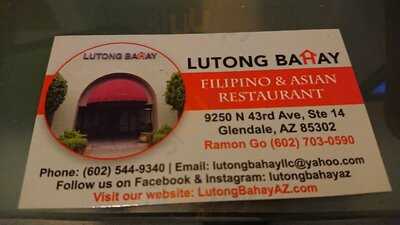 LUTONG BAHAY
LUTONG BAHAY
FILIPINO & ASIAN
RESTAURANT
9250 N 43rd Ave, Ste 14
Glendale, AZ 85302
Ramon Go (602) 703-0590
Phone: (602) 544-9340 | Email: lutongbahayllc@yahoo.com
Follow us on Facebook & Instagram: lutongbahayaz
Visit our website: LutongBahayAZ.com